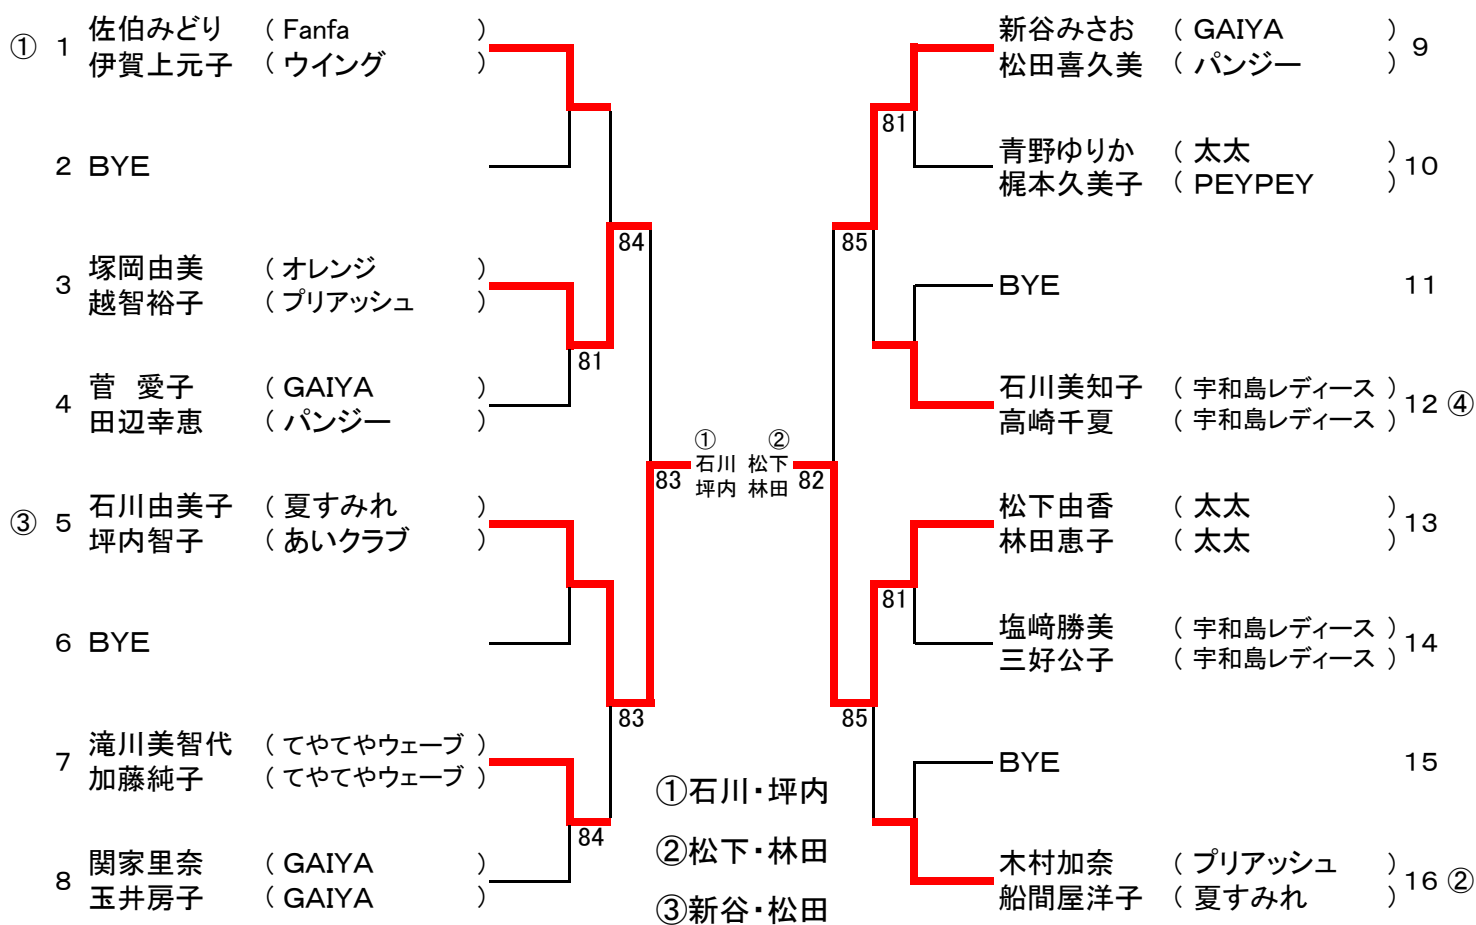 ① 1 佐伯みどり ( Fanfa )
伊賀上元子 ( ウイング )
2 BYE
84
3 塚岡由美 ( オレンジ )
越智裕子 ( プリアッシュ )
81
4 菅 愛子 ( GAIYA )
田辺幸恵 ( パンジー )
③ 5 石川由美子 ( 夏すみれ )
坪内智子 ( あいクラブ )
6 BYE
83
7 滝川美智代 ( てやてやウェーブ )
加藤純子 ( てやてやウェーブ )
84
8 関家里奈 ( GAIYA )
玉井房子 ( GAIYA )
① ②
石川 松下
83 坪内 林田 82
①石川・坪内
②松下・林田
③新谷・松田
新谷みさお ( GAIYA ) 9
松田喜久美 ( パンジー )
81
青野ゆりか ( 太太 ) 10
梶本久美子 ( PEYPEY )
85
BYE 11
石川美知子 ( 宇和島レディース ) 12 ④
高崎千夏 ( 宇和島レディース )
松下由香 ( 太太 ) 13
林田恵子 ( 太太 )
81
塩﨑勝美 ( 宇和島レディース ) 14
三好公子 ( 宇和島レディース )
85
BYE 15
木村加奈 ( プリアッシュ ) 16 ②
船間屋洋子 ( 夏すみれ )